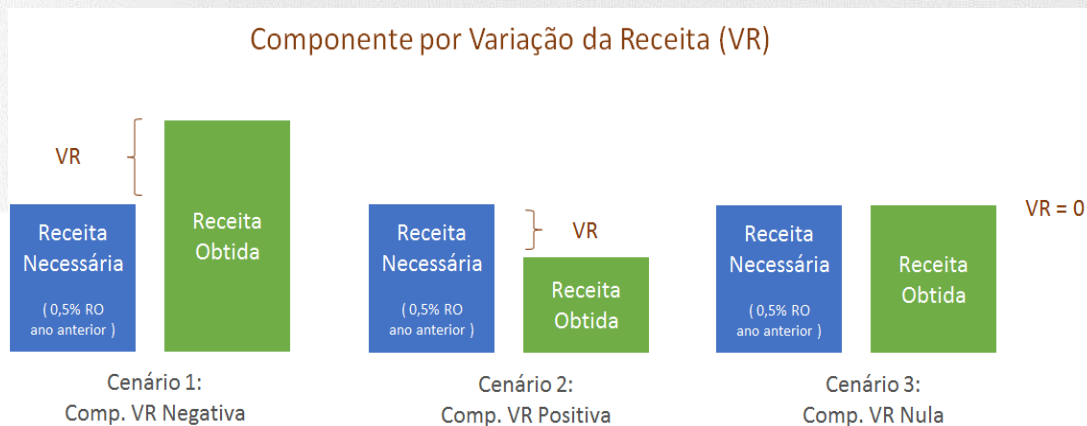 Componente por Variação da Receita (VR)
VR
Receita
Necessária
( 0,5% RO
ano anterior )
Receita
Obtida
Cenário 1:
Comp. VR Negativa
Receita
Necessária
( 0,5% RO
ano anterior )
VR
Receita
Obtida
Cenário 2:
Comp. VR Positiva
Receita
Necessária
( 0,5% RO
ano anterior )
Receita
Obtida
VR = 0
Cenário 3:
Comp. VR Nula